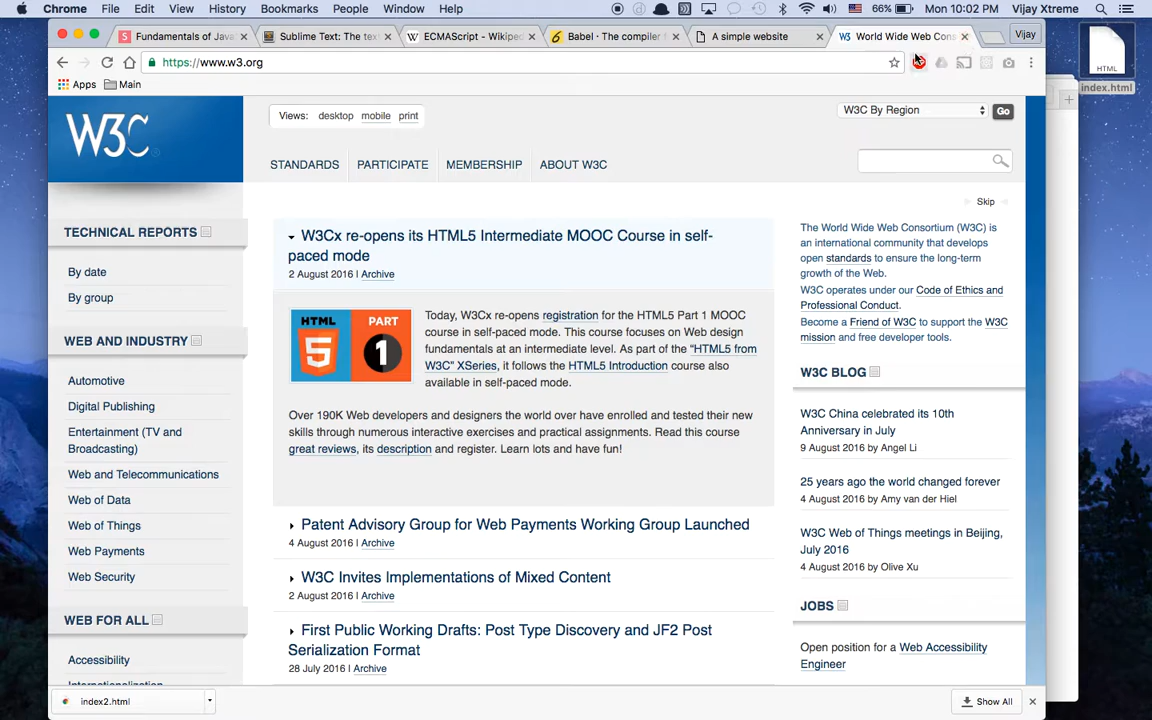 Chrome File Edit View History Bookmarks People Window Help 66% Mon 10:02 PM Vijay Xtreme
Fundamentals of Java
Sublime Text: The tex
ECMAScript - Wikiped
Babel · The compiler f
A simple website
World Wide Web Cons
Vijay
https://www.w3.org
Apps Main
HTML
index.html
W3C
Views: desktop mobile print
W3C By Region Go
STANDARDS PARTICIPATE MEMBERSHIP ABOUT W3C
Skip
TECHNICAL REPORTS
By date
By group
WEB AND INDUSTRY
Automotive
Digital Publishing
Entertainment (TV and
Broadcasting)
Web and Telecommunications
Web of Data
Web of Things
Web Payments
Web Security
WEB FOR ALL
Accessibility
Internationalization
W3Cx re-opens its HTML5 Intermediate MOOC Course in self-
paced mode
2 August 2016 | Archive
HTML PART
5 1
Today, W3Cx re-opens registration for the HTML5 Part 1 MOOC
course in self-paced mode. This course focuses on Web design
fundamentals at an intermediate level. As part of the "HTML5 from
W3C" XSeries, it follows the HTML5 Introduction course also
available in self-paced mode.
Over 190K Web developers and designers the world over have enrolled and tested their new
skills through numerous interactive exercises and practical assignments. Read this course
great reviews, its description and register. Learn lots and have fun!
Patent Advisory Group for Web Payments Working Group Launched
4 August 2016 | Archive
W3C Invites Implementations of Mixed Content
2 August 2016 | Archive
First Public Working Drafts: Post Type Discovery and JF2 Post
Serialization Format
28 July 2016 | Archive
The World Wide Web Consortium (W3C) is
an international community that develops
open standards to ensure the long-term
growth of the Web.
W3C operates under our Code of Ethics and
Professional Conduct.
Become a Friend of W3C to support the W3C
mission and free developer tools.
W3C BLOG
W3C China celebrated its 10th
Anniversary in July
9 August 2016 by Angel Li
25 years ago the world changed forever
4 August 2016 by Amy van der Hiel
W3C Web of Things meetings in Beijing,
July 2016
4 August 2016 by Olive Xu
JOBS
Open position for a Web Accessibility
Engineer
index2.html
Show All